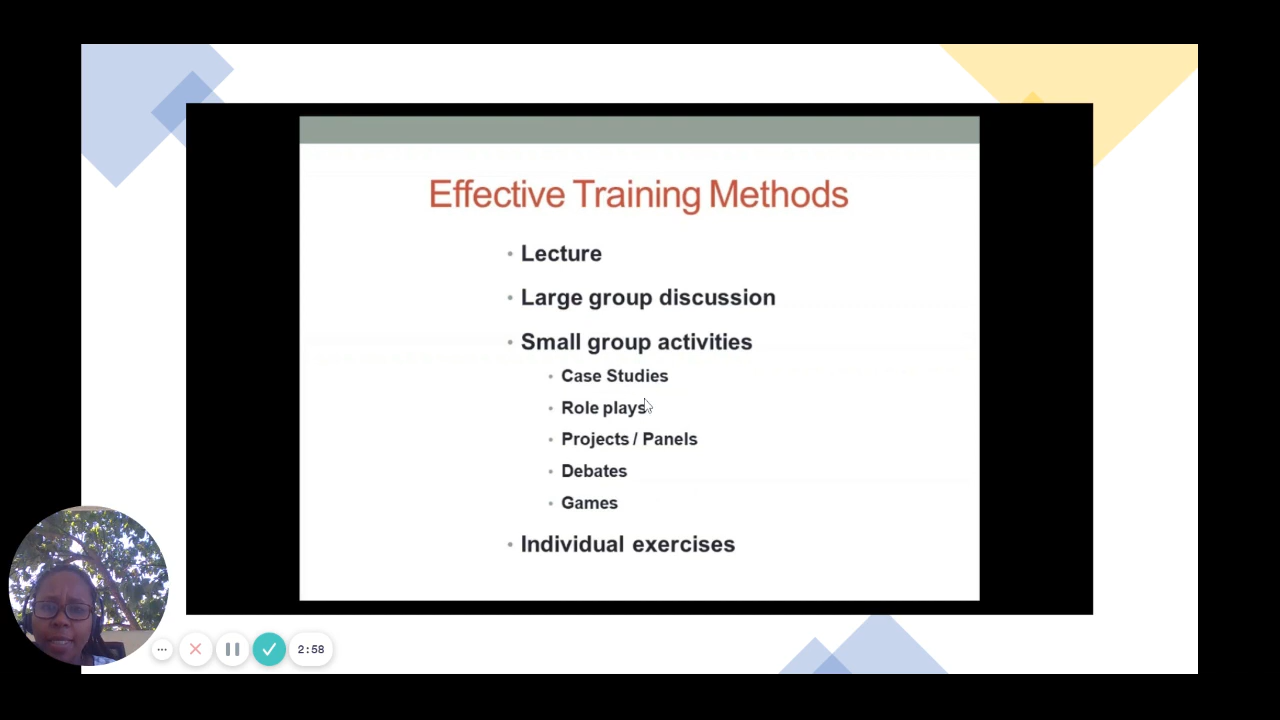 Effective Training Methods
• Lecture
• Large group discussion
• Small group activities
• Case Studies
• Role plays
• Projects / Panels
• Debates
• Games
• Individual exercises
2:58